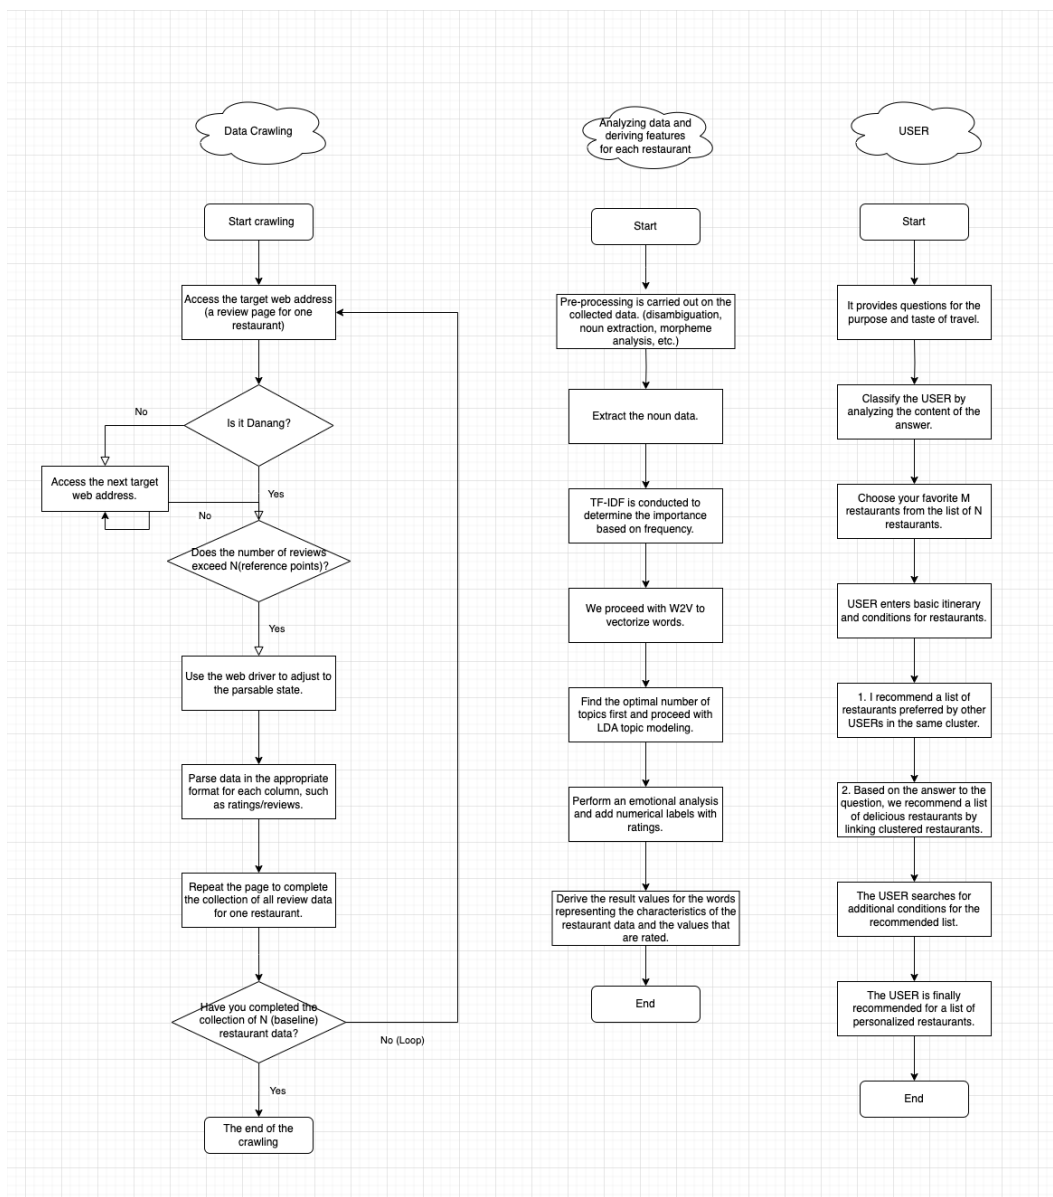 Data Crawling
Start crawling
Access the target web address
(a review page for one
restaurant)
Is it Danang?
No
Access the next target
web address.
Yes
No
Does the number of reviews
exceed N(reference points)?
Yes
Use the web driver to adjust to
the parsable state.
Parse data in the appropriate
format for each column, such
as ratings/reviews.
Repeat the page to complete
the collection of all review data
for one restaurant.
Have you completed the
collection of N (baseline)
restaurant data?
No (Loop)
Yes
The end of the
crawling
Analyzing data and
deriving features
for each restaurant
Start
Pre-processing is carried out on the
collected data. (disambiguation,
noun extraction, morpheme
analysis, etc.)
Extract the noun data.
TF-IDF is conducted to
determine the importance
based on frequency.
We proceed with W2V to
vectorize words.
Find the optimal number of
topics first and proceed with
LDA topic modeling.
Perform an emotional analysis
and add numerical labels with
ratings.
Derive the result values for the words
representing the characteristics of the
restaurant data and the values that
are rated.
End
USER
Start
It provides questions for the
purpose and taste of travel.
Classify the USER by
analyzing the content of the
answer.
Choose your favorite M
restaurants from the list of N
restaurants.
USER enters basic itinerary
and conditions for restaurants.
1. I recommend a list of
restaurants preferred by other
USERs in the same cluster.
2. Based on the answer to the
question, we recommend a list
of delicious restaurants by
linking clustered restaurants.
The USER searches for
additional conditions for the
recommended list.
The USER is finally
recommended for a list of
personalized restaurants.
End